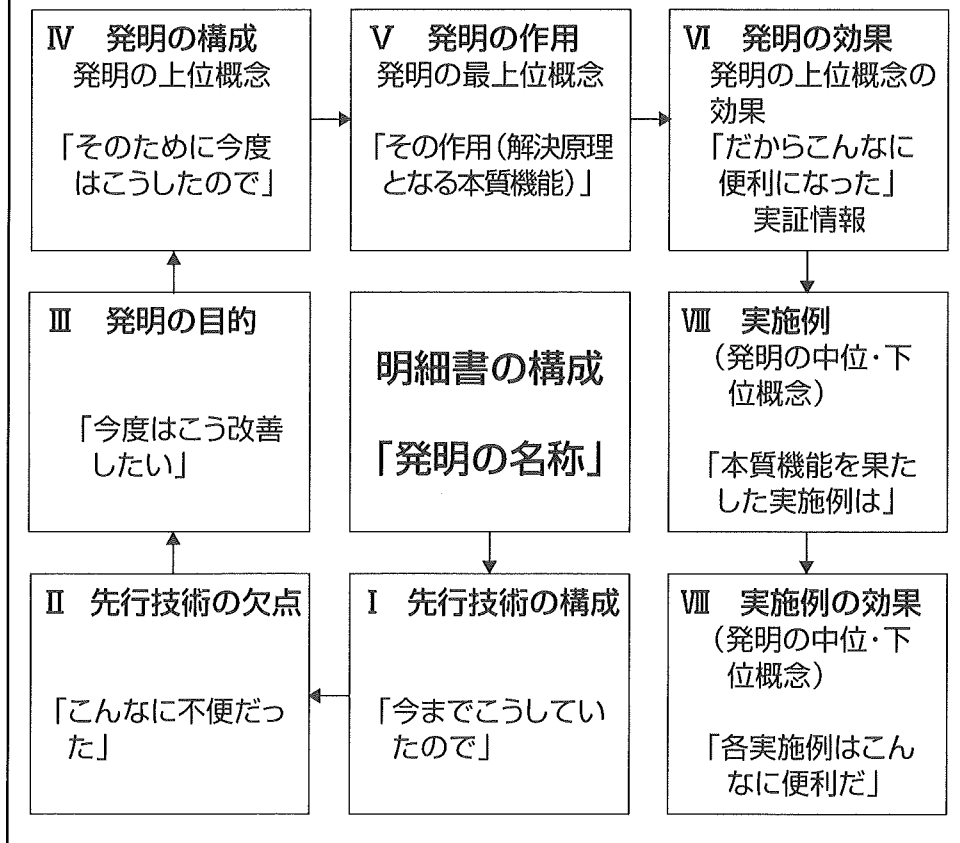 Ⅳ 発明の構成
発明の上位概念
「そのために今度
はこうしたので」
Ⅴ 発明の作用
発明の最上位概念
「その作用(解決原理
となる本質機能)」
Ⅵ 発明の効果
発明の上位概念の
効果
「だからこんなに
便利になった」
実証情報
Ⅲ 発明の目的
「今度はこう改善
したい」
明細書の構成
「発明の名称」
Ⅷ 実施例
(発明の中位・下
位概念)
「本質機能を果た
した実施例は」
Ⅱ 先行技術の欠点
「こんなに不便だっ
た」
Ⅰ 先行技術の構成
「今までこうしてい
たので」
Ⅷ 実施例の効果
(発明の中位・下
位概念)
「各実施例はこん
なに便利だ」